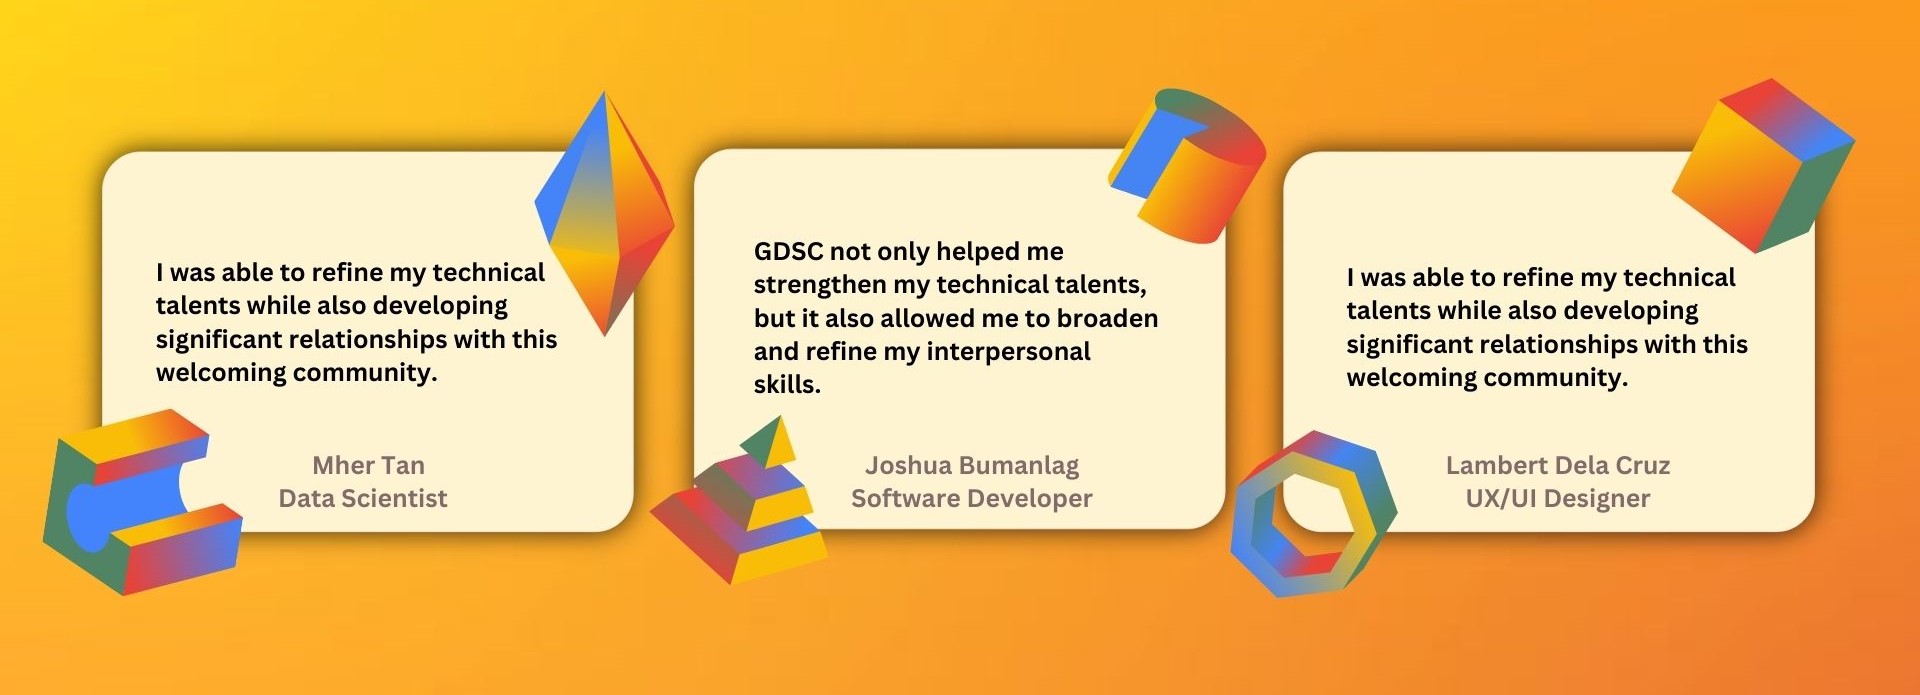 I was able to refine my technical
talents while also developing
significant relationships with this
welcoming community.
Mher Tan
Data Scientist
GDSC not only helped me
strengthen my technical talents,
but it also allowed me to broaden
and refine my interpersonal
skills.
Joshua Bumanlag
Software Developer
I was able to refine my technical
talents while also developing
significant relationships with this
welcoming community.
Lambert Dela Cruz
UX/UI Designer